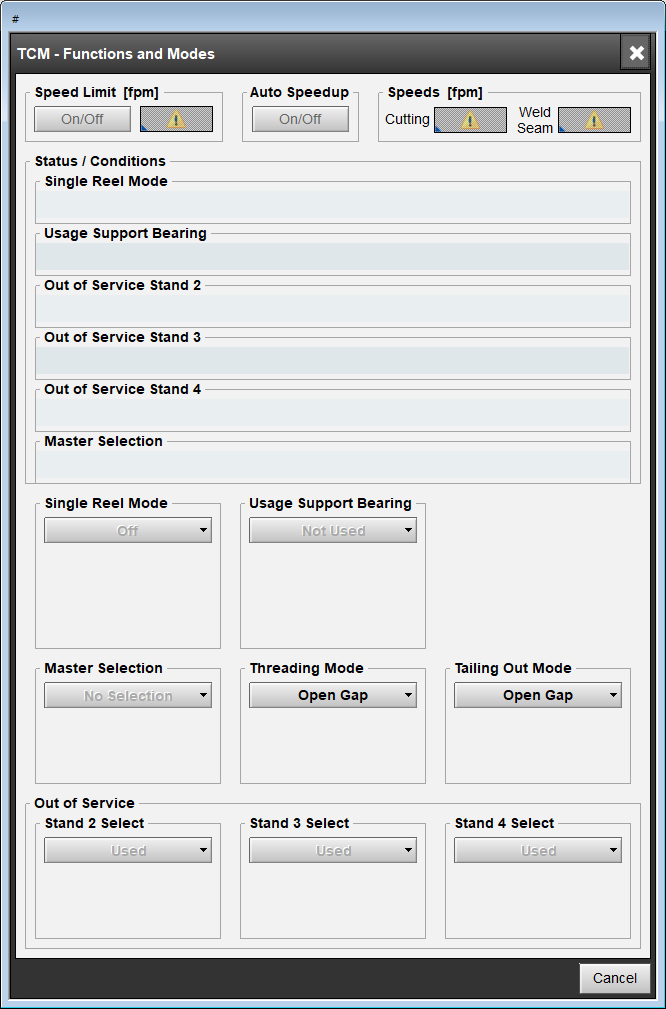 #
TCM - Functions and Modes
Speed Limit [fpm]
Auto Speedup
Speeds [fpm]
On/Off
On/Off
Cutting
Weld
Seam
Status / Conditions
Single Reel Mode
Usage Support Bearing
Out of Service Stand 2
Out of Service Stand 3
Out of Service Stand 4
Master Selection
Single Reel Mode
Usage Support Bearing
Off
Not Used
Master Selection
Threading Mode
Tailing Out Mode
No Selection
Open Gap
Open Gap
Out of Service
Stand 2 Select
Stand 3 Select
Stand 4 Select
Used
Used
Used
Cancel